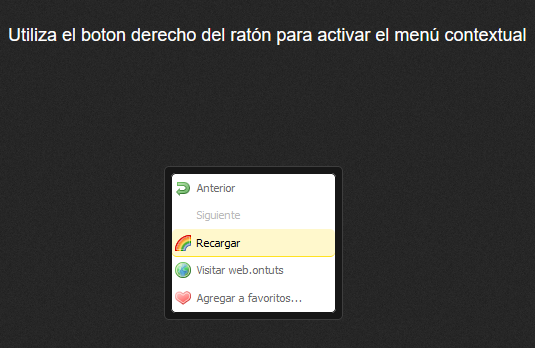 Utiliza el boton derecho del ratón para activar el menú contextual
Anterior
Siguiente
Recargar
Visitar web.ontuts
Agregar a favoritos...